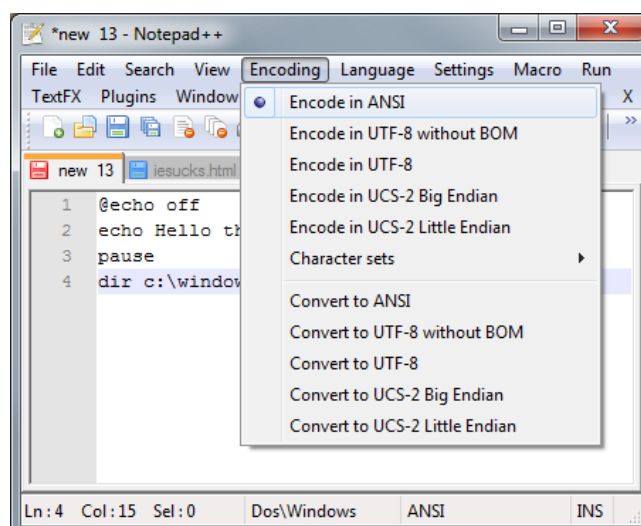 *new 13 - Notepad++
File Edit Search View Encoding Language Settings Macro Run
TextFX Plugins Window X
new 13 iesucks.html
1 @echo off
2 echo Hello th
3 pause
4 dir c:\window
Encode in ANSI
Encode in UTF-8 without BOM
Encode in UTF-8
Encode in UCS-2 Big Endian
Encode in UCS-2 Little Endian
Character sets
Convert to ANSI
Convert to UTF-8 without BOM
Convert to UTF-8
Convert to UCS-2 Big Endian
Convert to UCS-2 Little Endian
Ln : 4 Col : 15 Sel : 0 Dos\Windows ANSI INS